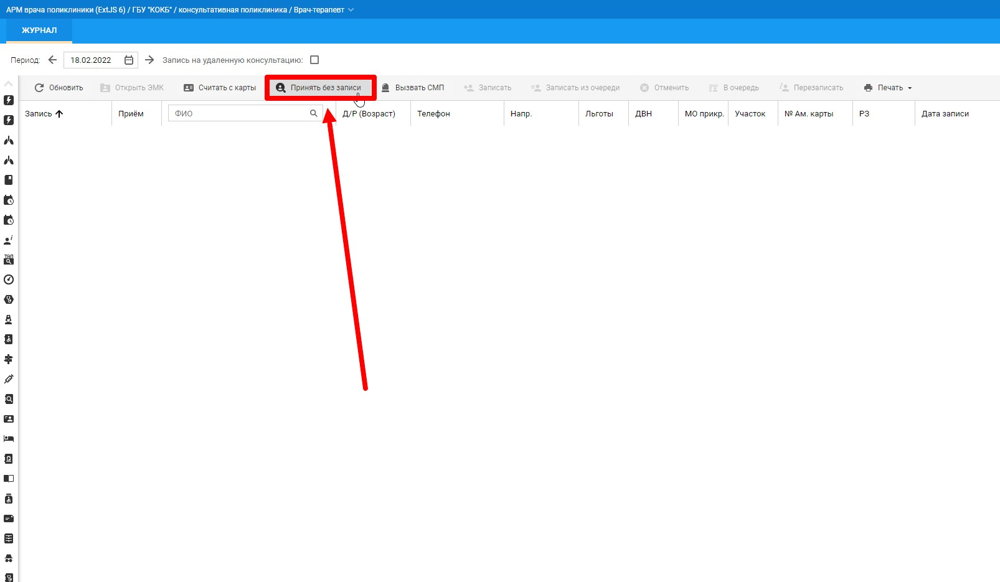 АРМ врача поликлиники (ExtJS 6) / ГБУ "КОКБ" / консультативная поликлиника / Врач-терапевт
ЖУРНАЛ
Период: 18.02.2022 Запись на удаленную консультацию:
Обновить Открыть ЭМК Считать с карты Принять без записи Вызвать СМП Записать Записать из очереди Отменить В очередь Перезаписать Печать
Запись Приём ФИО Д/Р (Возраст) Телефон Напр. Льготы ДВН МО прикр. Участок № Ам. карты РЗ Дата записи
i
ТАП